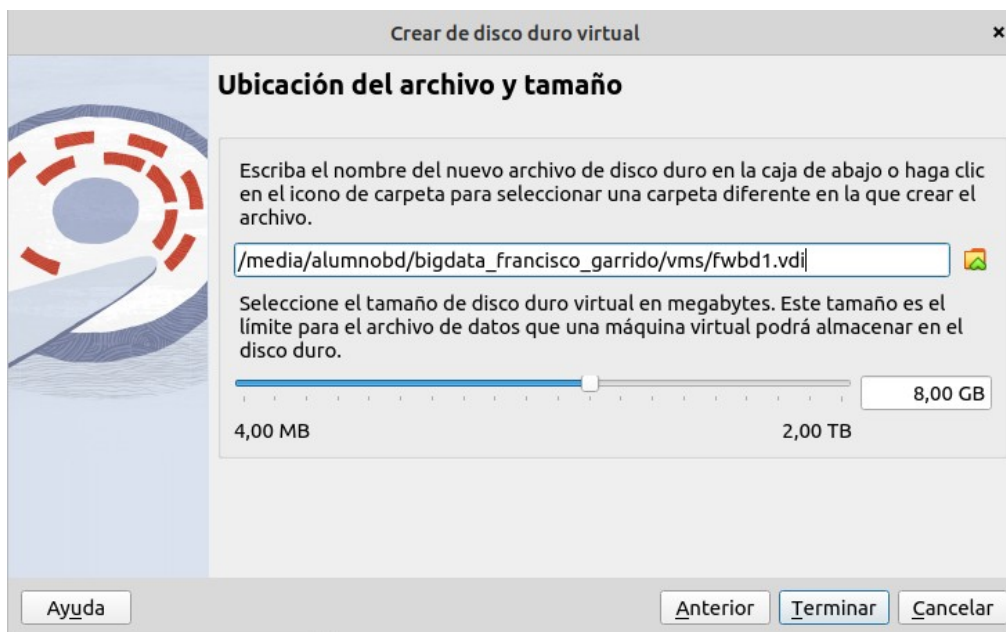 Crear de disco duro virtual
×
Ubicación del archivo y tamaño
Escriba el nombre del nuevo archivo de disco duro en la caja de abajo o haga clic
en el icono de carpeta para seleccionar una carpeta diferente en la que crear el
archivo.
/media/alumnobd/bigdata_francisco_garrido/vms/fwbd1.vdi
Seleccione el tamaño de disco duro virtual en megabytes. Este tamaño es el
límite para el archivo de datos que una máquina virtual podrá almacenar en el
disco duro.
8,00 GB
4,00 MB 2,00 TB
Ayuda Anterior Terminar Cancelar